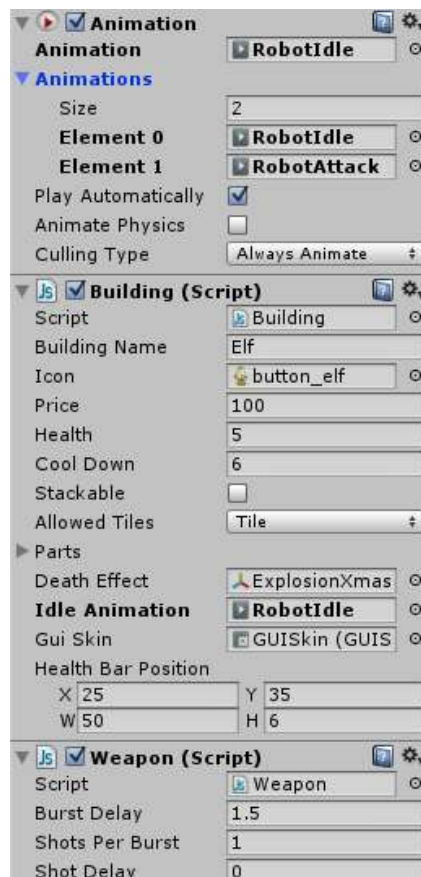 Animation
Animation RobotIdle
Animations
Size 2
Element 0 RobotIdle
Element 1 RobotAttack
Play Automatically
Animate Physics
Culling Type Always Animate
Js Building (Script)
Script Building
Building Name Elf
Icon button_elf
Price 100
Health 5
Cool Down 6
Stackable
Allowed Tiles Tile
Parts
Death Effect ExplosionXmas
Idle Animation RobotIdle
Gui Skin GUISkin (GUIS
Health Bar Position
X 25 Y 35
W 50 H 6
Js Weapon (Script)
Script Weapon
Burst Delay 1.5
Shots Per Burst 1
Shot Delay 0